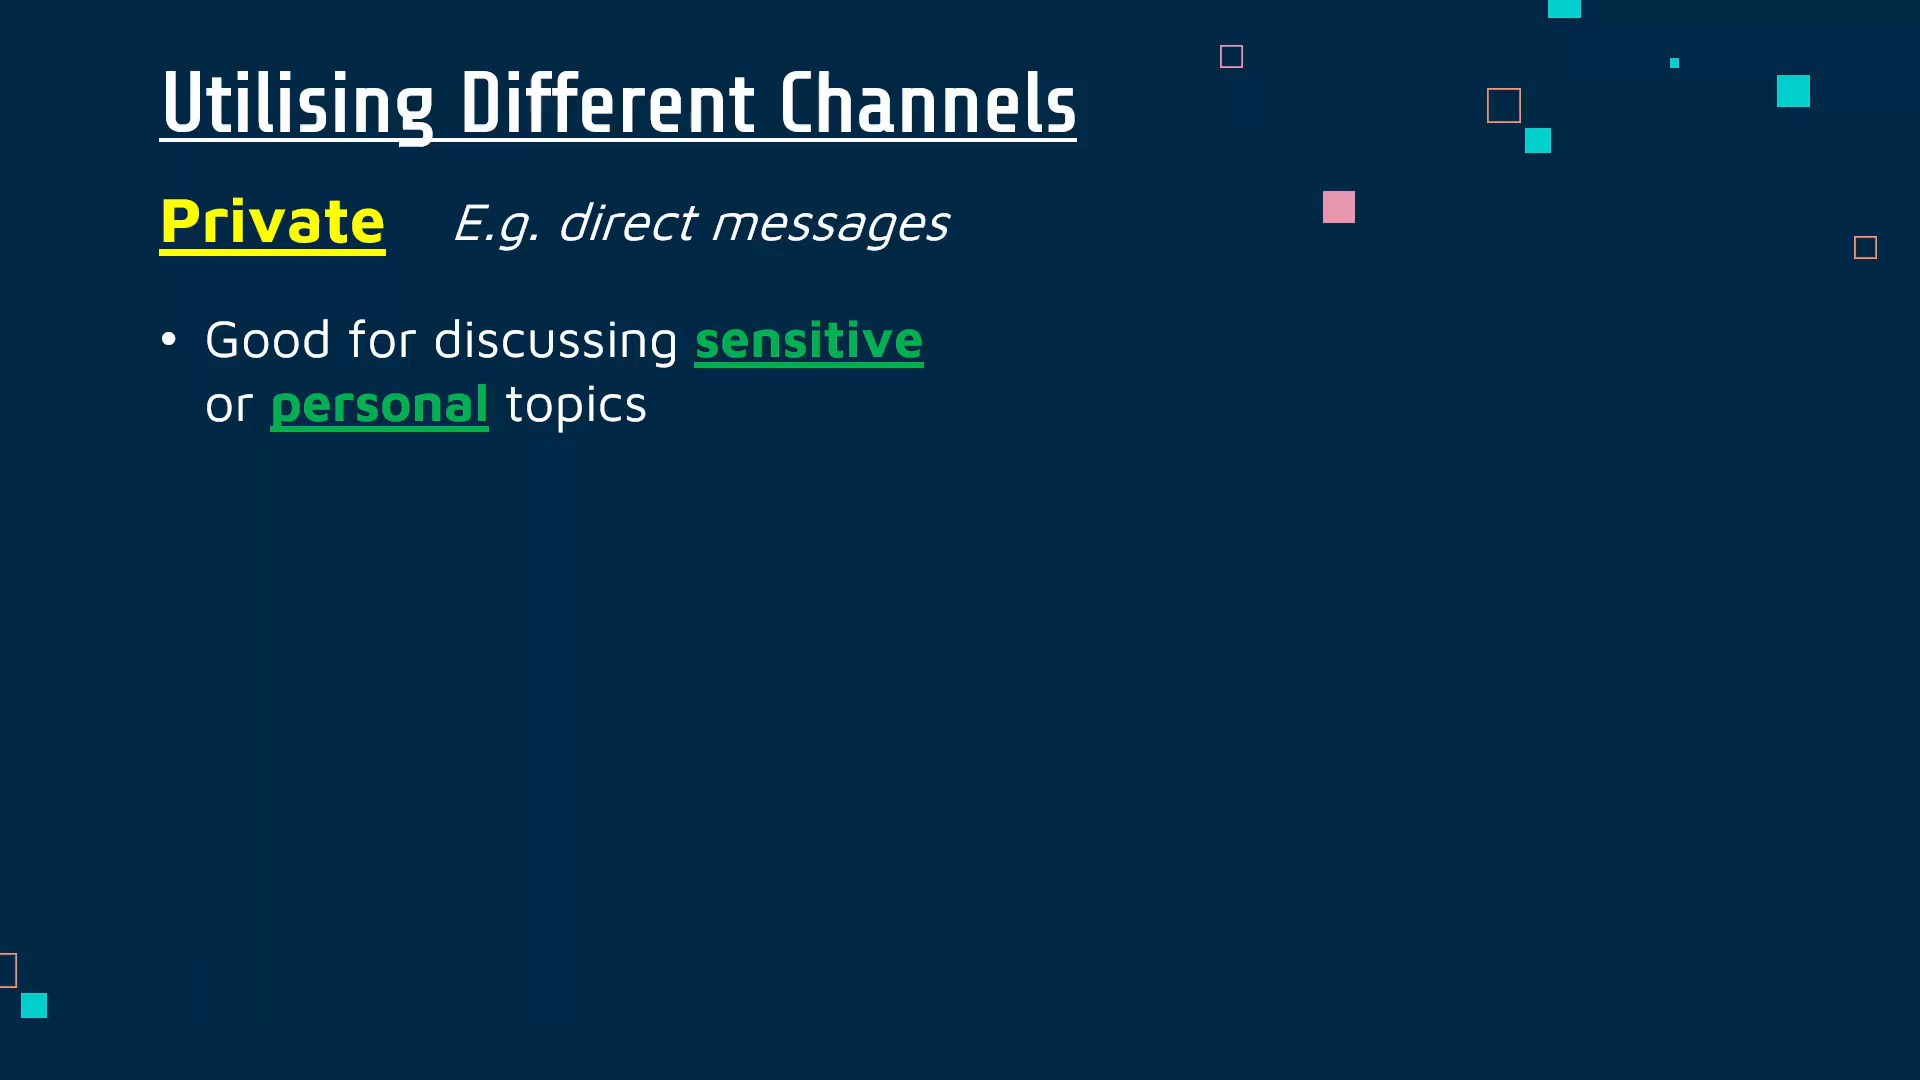 Utilising Different Channels
Private E.g. direct messages
• Good for discussing sensitive
or personal topics